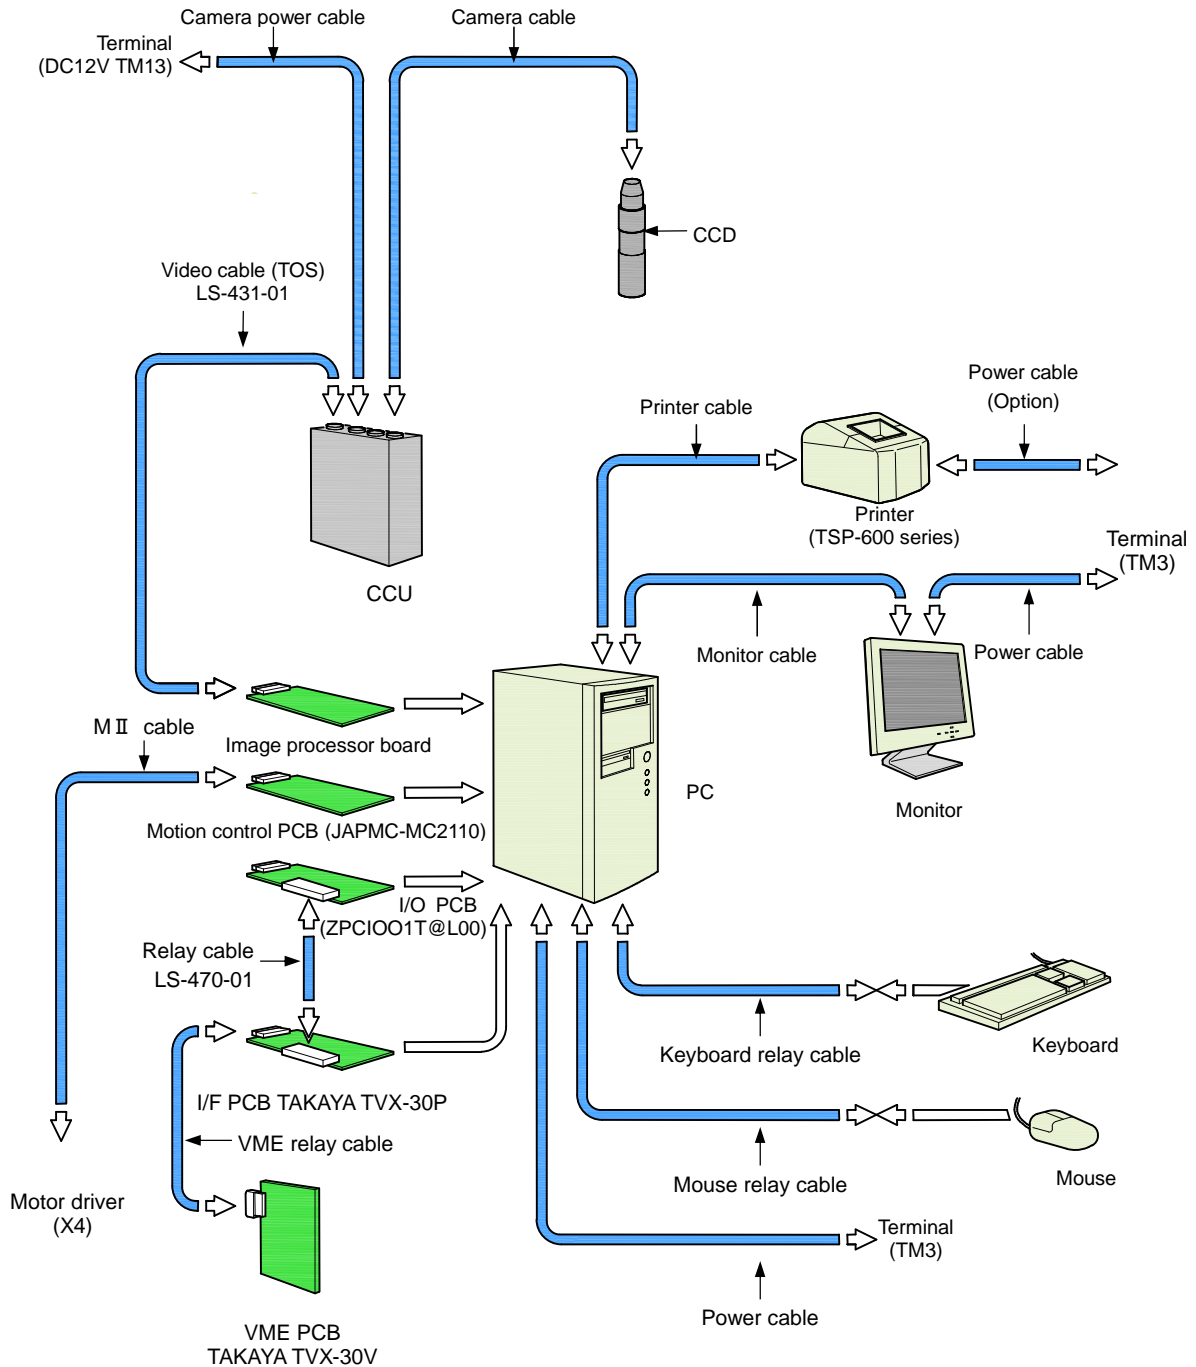 Camera power cable
Camera cable
Terminal
(DC12V TM13)
CCD
Video cable (TOS)
LS-431-01
Power cable
(Option)
Printer cable
Printer
(TSP-600 series)
Terminal
(TM3)
CCU
Monitor cable
Power cable
MⅡ cable
Image processor board
PC
Monitor
Motion control PCB (JAPMC-MC2110)
I/O PCB
(ZPCIOO1T@L00)
Relay cable
LS-470-01
Keyboard relay cable
Keyboard
I/F PCB TAKAYA TVX-30P
VME relay cable
Mouse relay cable
Mouse
Motor driver
(X4)
Terminal
(TM3)
Power cable
VME PCB
TAKAYA TVX-30V